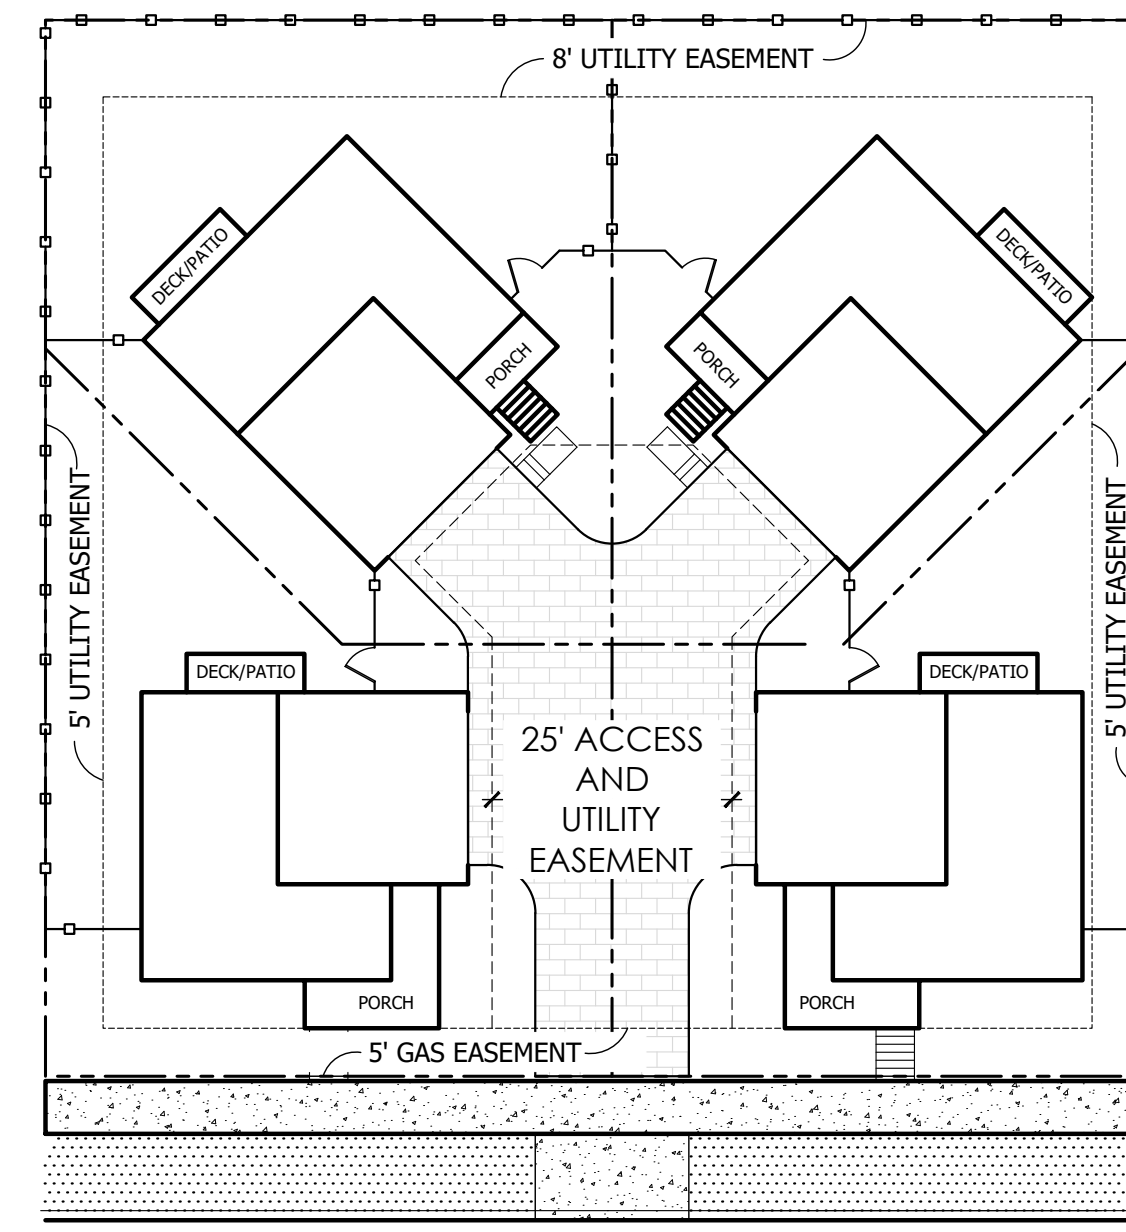 8' UTILITY EASEMENT
DECK/PATIO
DECK/PATIO
PORCH
PORCH
5' UTILITY EASEMENT
5' UTILITY EASEMENT
DECK/PATIO
DECK/PATIO
25' ACCESS
AND
UTILITY
EASEMENT
PORCH
PORCH
5' GAS EASEMENT